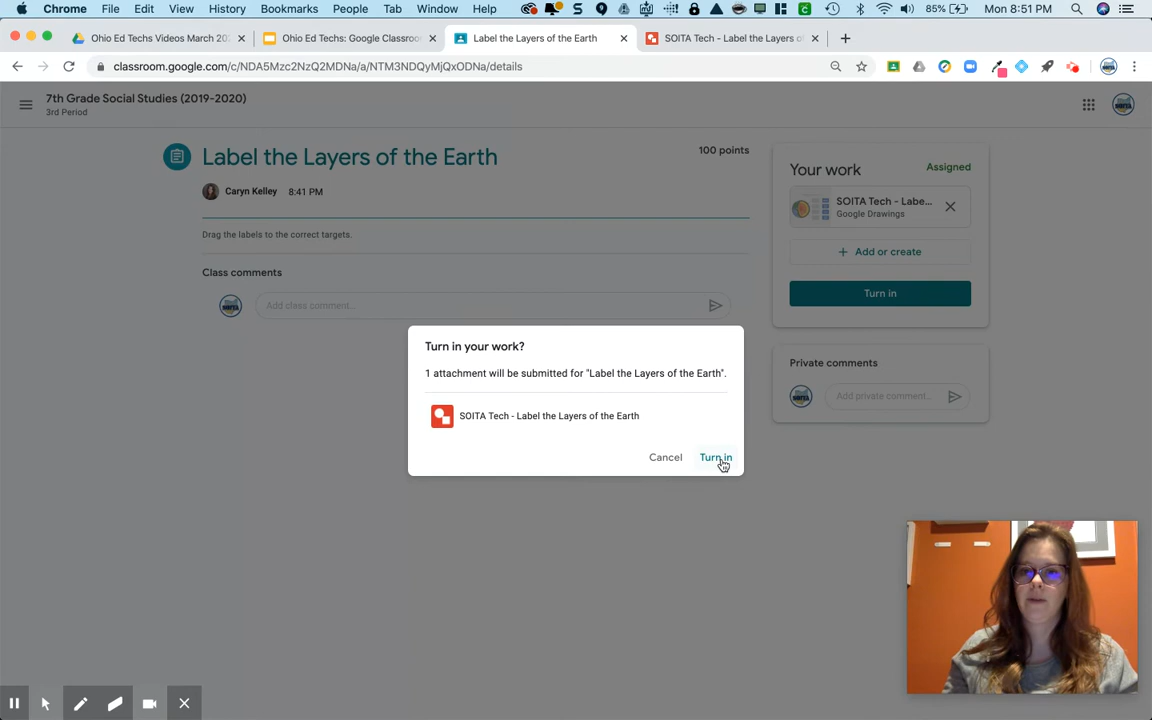 Chrome File Edit View History Bookmarks People Tab Window Help 85% Mon 8:51 PM
Ohio Ed Techs Videos March 20
Ohio Ed Techs: Google Classroom
Label the Layers of the Earth
SOITA Tech - Label the Layers of
classroom.google.com/c/NDA5Mzc2NzQ2MDNa/a/NTM3NDQyMjQxODNa/details
7th Grade Social Studies (2019-2020)
3rd Period
Label the Layers of the Earth
100 points
Caryn Kelley 8:41 PM
Drag the labels to the correct targets.
Class comments
Add class comment...
Your work
Assigned
SOITA Tech - Labe...
Google Drawings
+ Add or create
Turn in
Private comments
Add private comment...
Turn in your work?
1 attachment will be submitted for "Label the Layers of the Earth".
SOITA Tech - Label the Layers of the Earth
Cancel Turn in